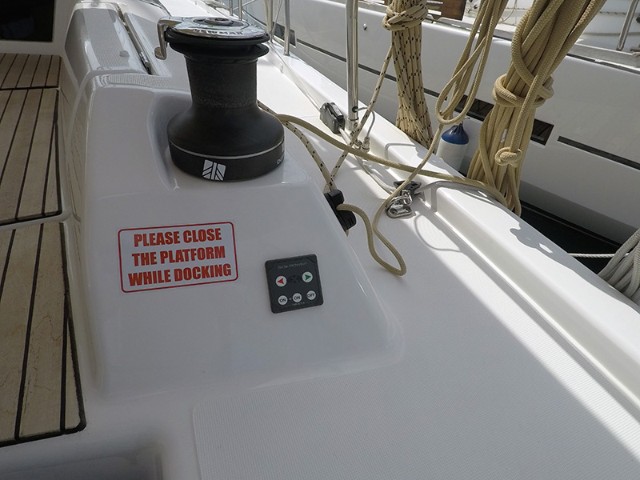 PLEASE CLOSE
THE PLATFORM
WHILE DOCKING